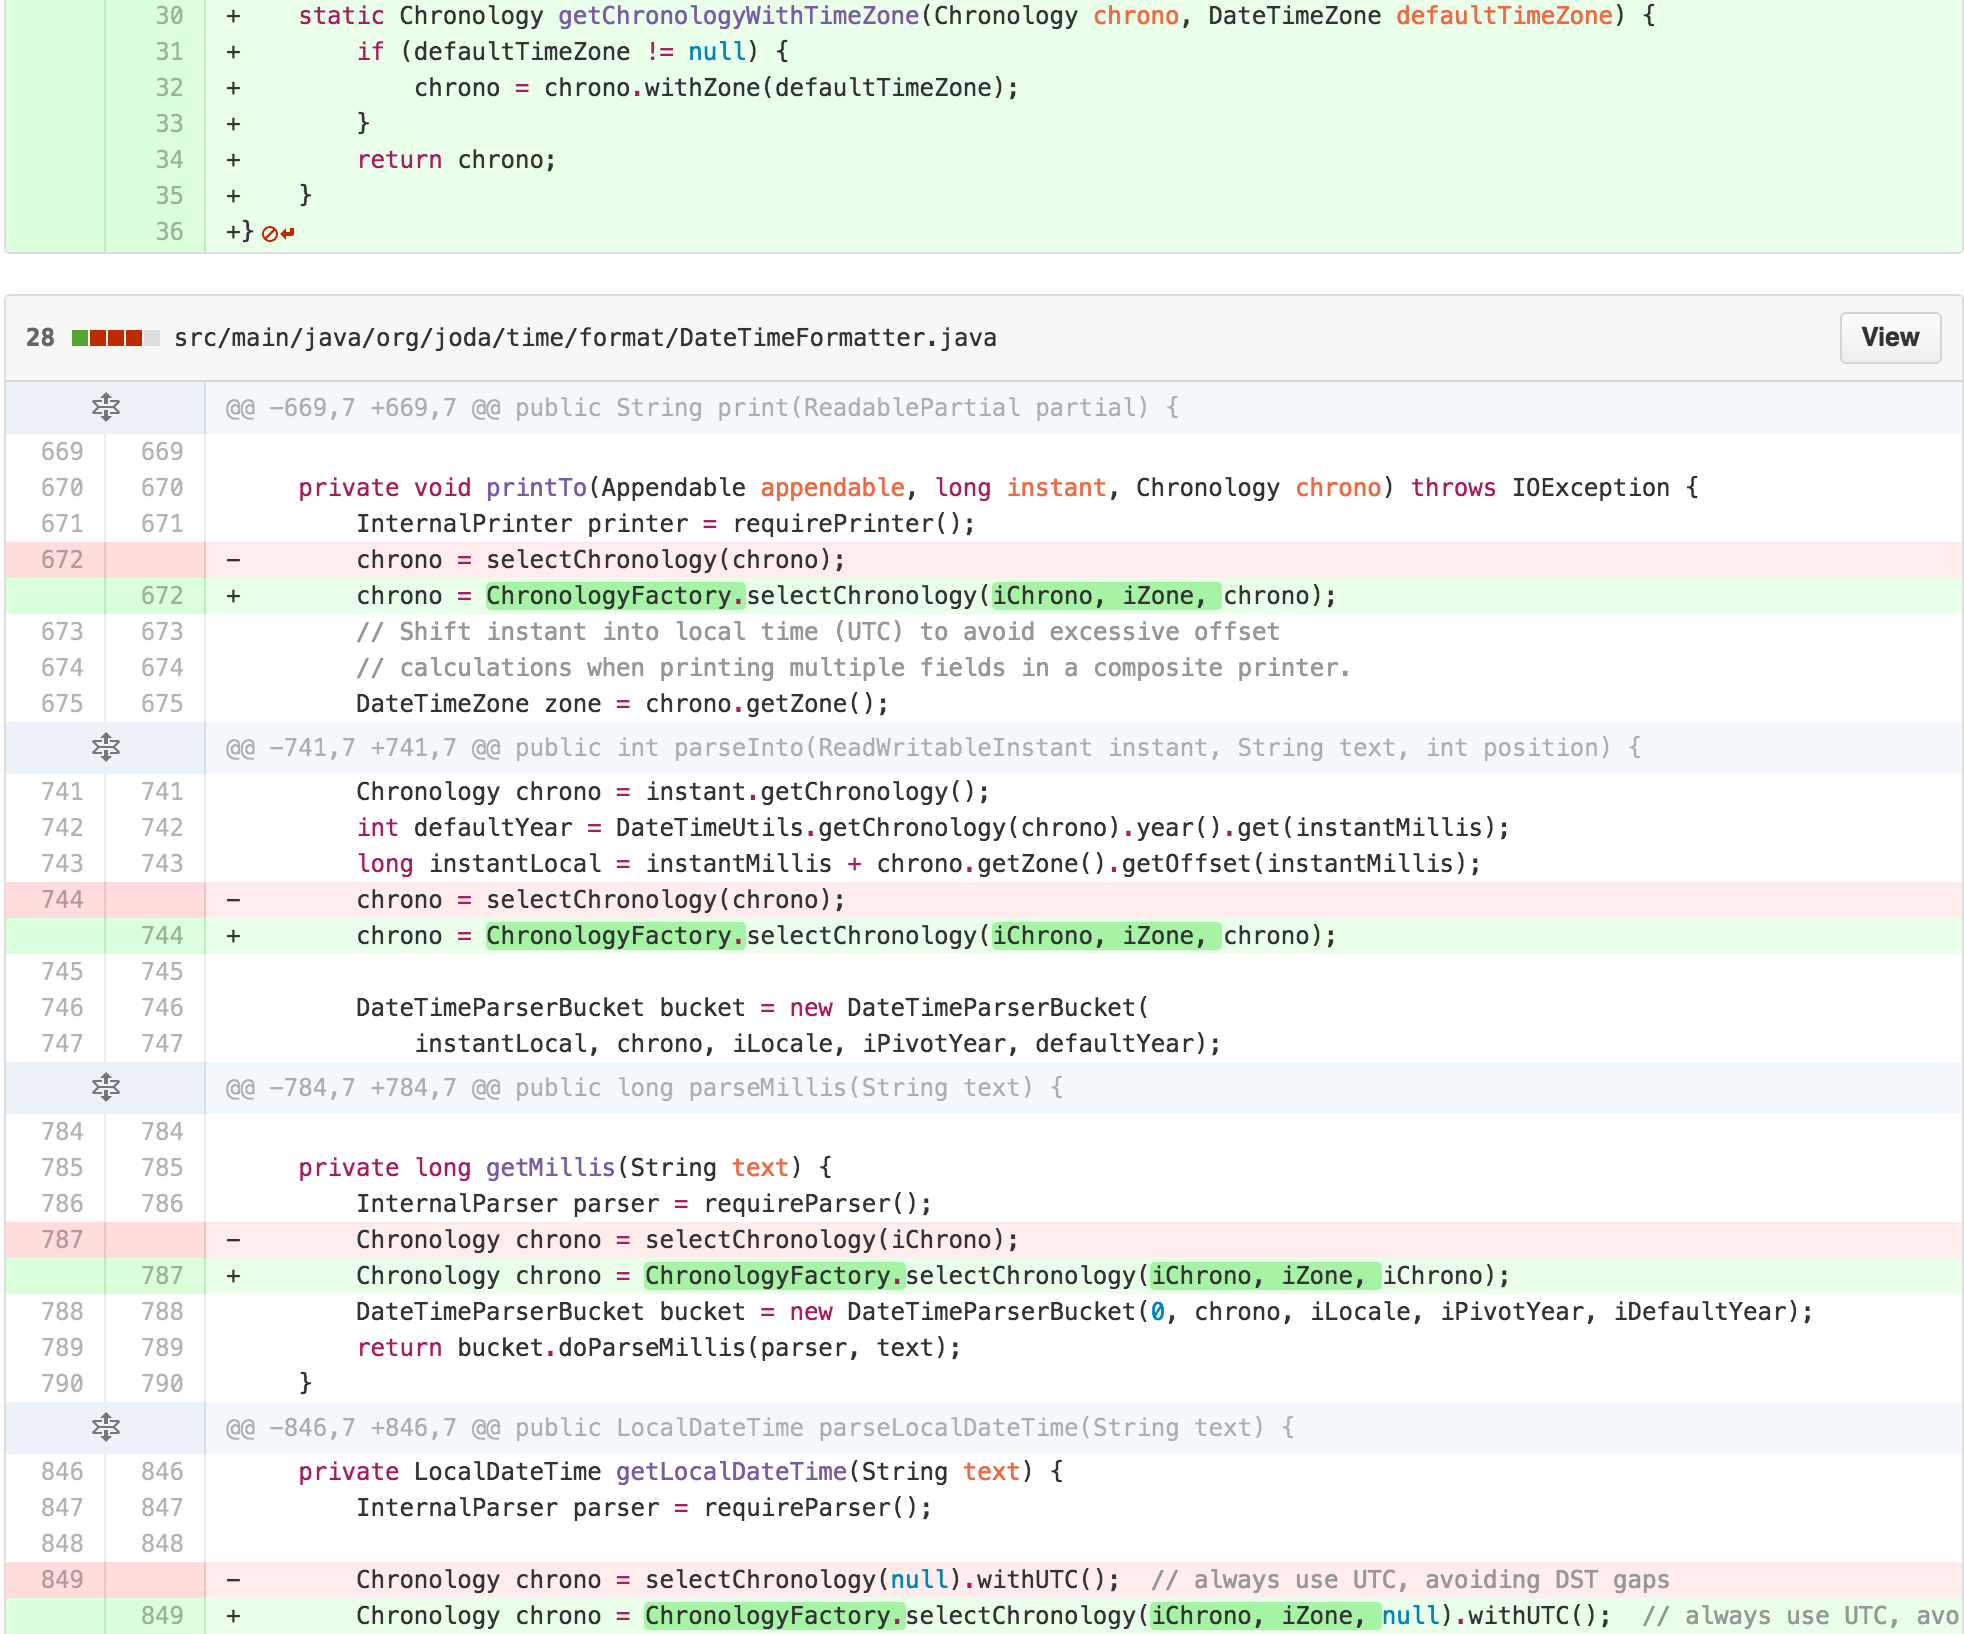 30 +    static Chronology getChronologyWithTimeZone(Chronology chrono, DateTimeZone defaultTimeZone) {
31 +        if (defaultTimeZone != null) {
32 +            chrono = chrono.withZone(defaultTimeZone);
33 +        }
34 +        return chrono;
35 +    }
36 +}
28 src/main/java/org/joda/time/format/DateTimeFormatter.java View
@@ -669,7 +669,7 @@ public String print(ReadablePartial partial) {
669 669
670 670     private void printTo(Appendable appendable, long instant, Chronology chrono) throws IOException {
671 671         InternalPrinter printer = requirePrinter();
672 -        chrono = selectChronology(chrono);
672 +        chrono = ChronologyFactory.selectChronology(iChrono, iZone, chrono);
673 673         // Shift instant into local time (UTC) to avoid excessive offset
674 674         // calculations when printing multiple fields in a composite printer.
675 675         DateTimeZone zone = chrono.getZone();
@@ -741,7 +741,7 @@ public int parseInto(ReadWritableInstant instant, String text, int position) {
741 741         Chronology chrono = instant.getChronology();
742 742         int defaultYear = DateTimeUtils.getChronology(chrono).year().get(instantMillis);
743 743         long instantLocal = instantMillis + chrono.getZone().getOffset(instantMillis);
744 -        chrono = selectChronology(chrono);
744 +        chrono = ChronologyFactory.selectChronology(iChrono, iZone, chrono);
745 745
746 746         DateTimeParserBucket bucket = new DateTimeParserBucket(
747 747             instantLocal, chrono, iLocale, iPivotYear, defaultYear);
@@ -784,7 +784,7 @@ public long parseMillis(String text) {
784 784
785 785     private long getMillis(String text) {
786 786         InternalParser parser = requireParser();
787 -        Chronology chrono = selectChronology(iChrono);
787 +        Chronology chrono = ChronologyFactory.selectChronology(iChrono, iZone, iChrono);
788 788         DateTimeParserBucket bucket = new DateTimeParserBucket(0, chrono, iLocale, iPivotYear, iDefaultYear);
789 789         return bucket.doParseMillis(parser, text);
790 790     }
@@ -846,7 +846,7 @@ public LocalDateTime parseLocalDateTime(String text) {
846 846     private LocalDateTime getLocalDateTime(String text) {
847 847         InternalParser parser = requireParser();
848 848
849 -        Chronology chrono = selectChronology(null).withUTC();  // always use UTC, avoiding DST gaps
849 +        Chronology chrono = ChronologyFactory.selectChronology(iChrono, iZone, null).withUTC();  // always use UTC, avo